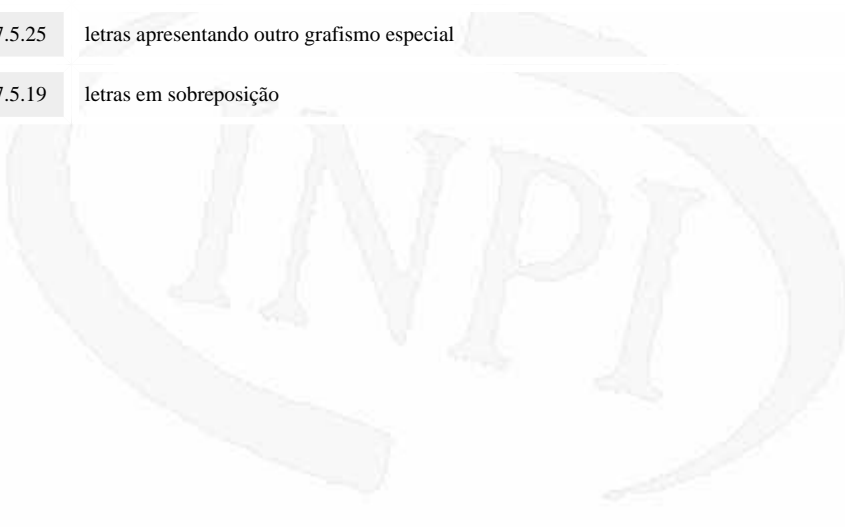 7.5.25 letras apresentando outro grafismo especial
7.5.19 letras em sobreposição
INPI